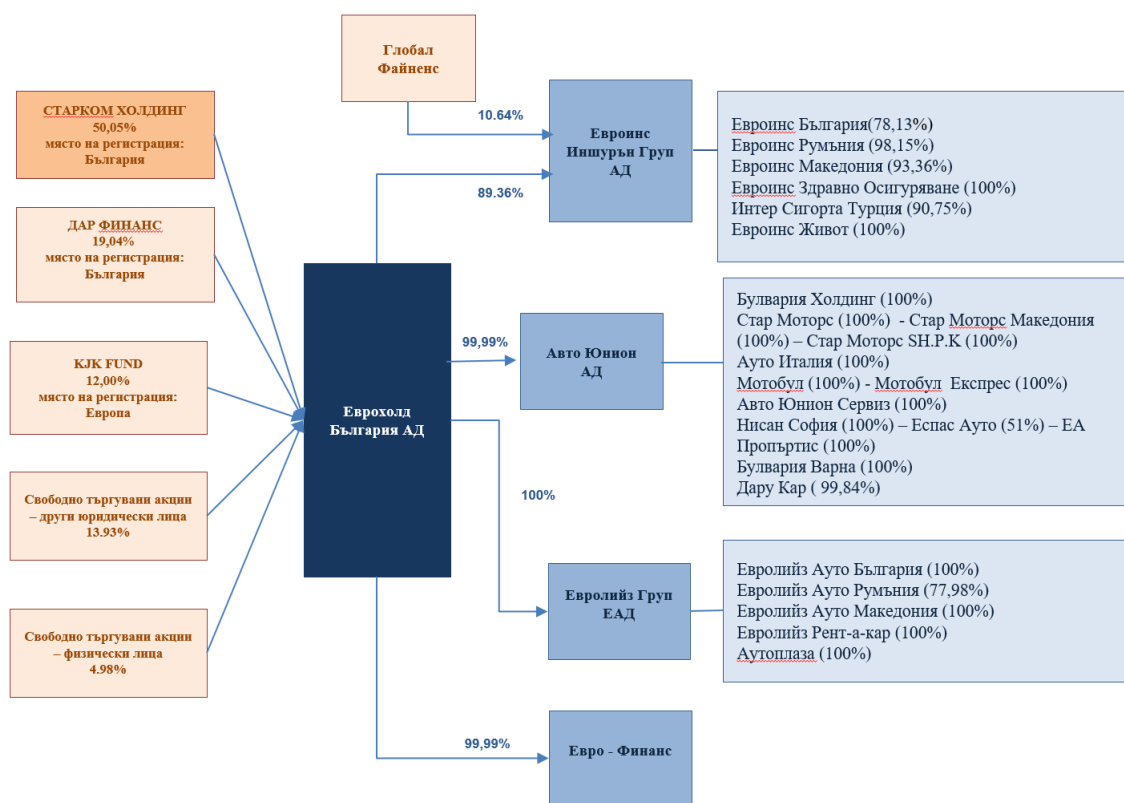 Глобал
Файненс
СТАРКОМ ХОЛДИНГ
50,05%
място на регистрация:
България
ДАР ФИНАНС
19,04%
място на регистрация:
България
KJK FUND
12,00%
място на регистрация:
Европа
Свободно търгувани акции
– други юридически лица
13.93%
Свободно търгувани акции
– физически лица
4.98%
Еврохолд
България АД
10.64%
89.36%
99,99%
100%
99,99%
Евроинс
Иншурън Груп
АД
Евроинс България(78,13%)
Евроинс Румъния (98,15%)
Евроинс Македония (93,36%)
Евроинс Здравно Осигуряване (100%)
Интер Сигорта Турция (90,75%)
Евроинс Живот (100%)
Авто Юнион
АД
Булвария Холдинг (100%)
Стар Моторс (100%) - Стар Моторс Македония
(100%) – Стар Моторс SH.P.K (100%)
Ауто Италия (100%)
Мотобул (100%) - Мотобул Експрес (100%)
Авто Юнион Сервиз (100%)
Нисан София (100%) – Еспас Ауто (51%) – ЕА
Пропъртис (100%)
Булвария Варна (100%)
Дару Кар ( 99,84%)
Евролийз Груп
ЕАД
Евролийз Ауто България (100%)
Евролийз Ауто Румъния (77,98%)
Евролийз Ауто Македония (100%)
Евролийз Рент-а-кар (100%)
Аутоплаза (100%)
Евро - Финанс